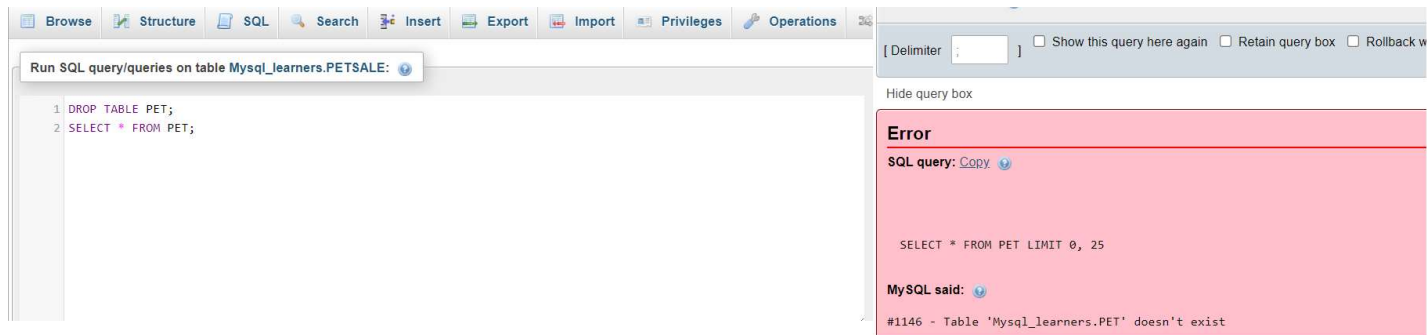 Browse Structure SQL Search Insert Export Import Privileges Operations
Run SQL query/queries on table Mysql_learners.PETSALE:
1 DROP TABLE PET;
2 SELECT * FROM PET;
[ Delimiter ; ] Show this query here again Retain query box Rollback w
Hide query box
Error
SQL query: Copy
SELECT * FROM PET LIMIT 0, 25
MySQL said:
#1146 - Table 'Mysql_learners.PET' doesn't exist